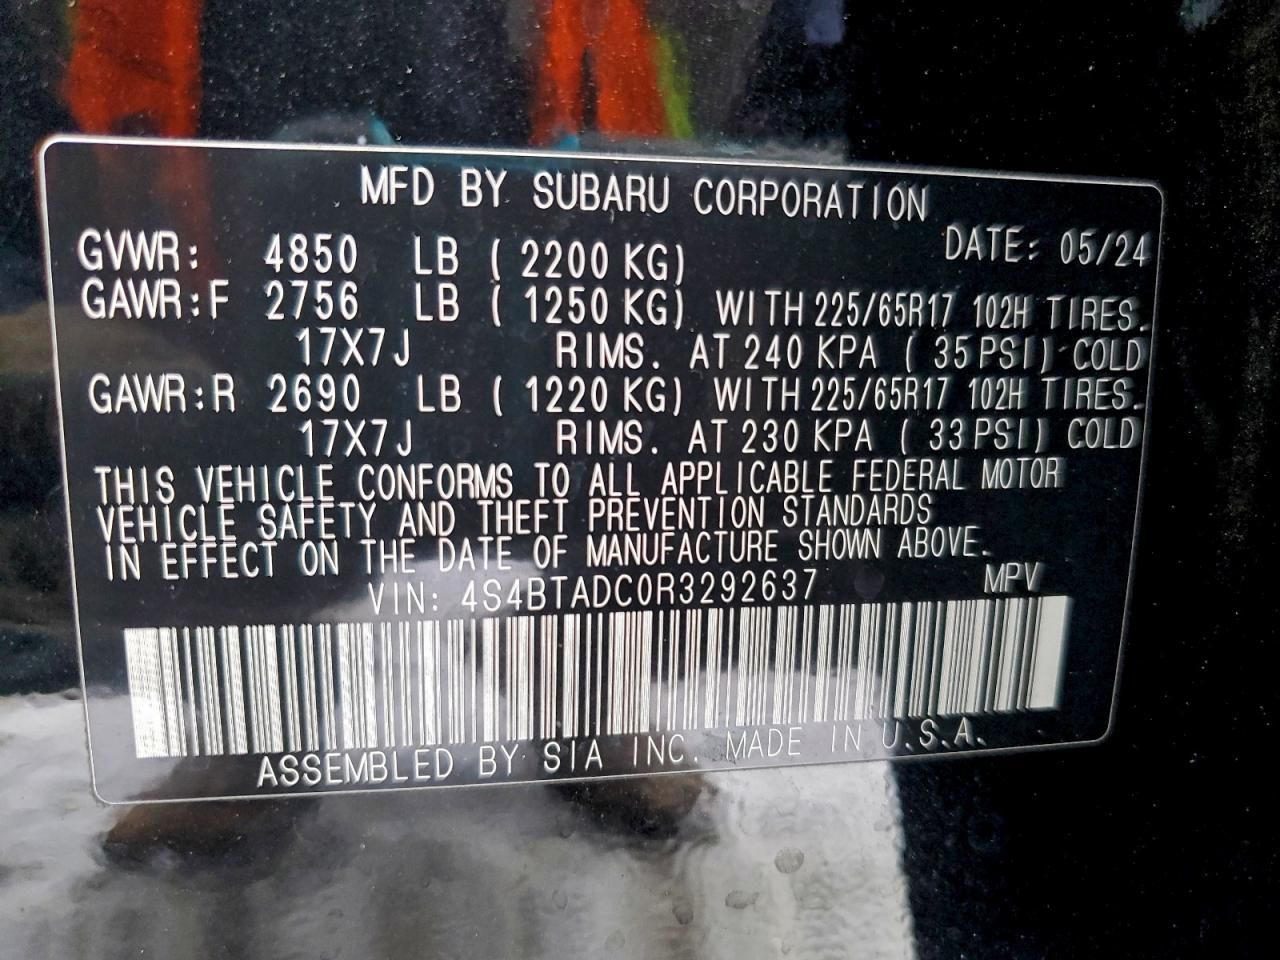 MFD BY SUBARU CORPORATION
GVWR: 4850 LB ( 2200 KG) DATE: 05/24
GAWR:F 2756 LB ( 1250 KG) WITH 225/65R17 102H TIRES.
17X7J RIMS. AT 240 KPA ( 35 PSI) COLD
GAWR:R 2690 LB ( 1220 KG) WITH 225/65R17 102H TIRES.
17X7J RIMS. AT 230 KPA ( 33 PSI) COLD
THIS VEHICLE CONFORMS TO ALL APPLICABLE FEDERAL MOTOR
VEHICLE SAFETY AND THEFT PREVENTION STANDARDS
IN EFFECT ON THE DATE OF MANUFACTURE SHOWN ABOVE.
VIN: 4S4BTADC0R3292637 MPV
ASSEMBLED BY SIA INC. MADE IN U.S.A.